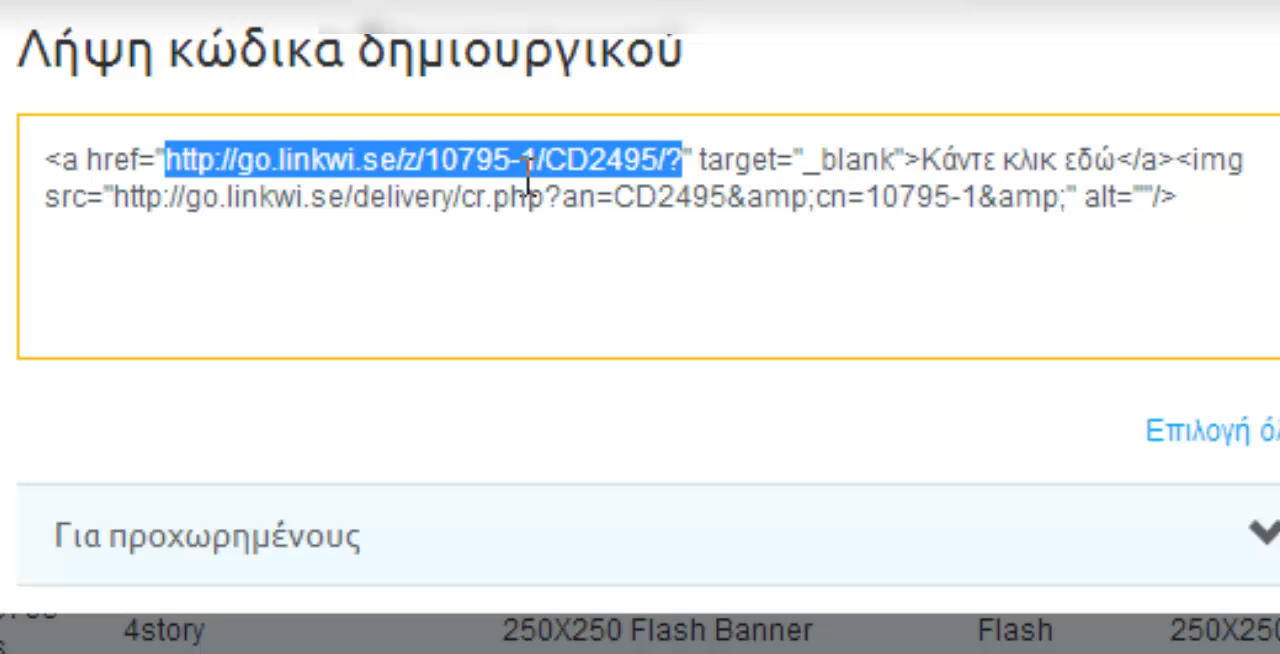 Λήψη κώδικα δημιουργικού
<a href="http://go.linkwi.se/z/10795-1/CD2495/?" target="_blank">Κάντε κλικ εδώ</a><img
src="http://go.linkwi.se/delivery/cr.php?an=CD2495&amp;cn=10795-1&amp;" alt=""/>
Επιλογή
Για προχωρημένους
4story 250X250 Flash Banner Flash